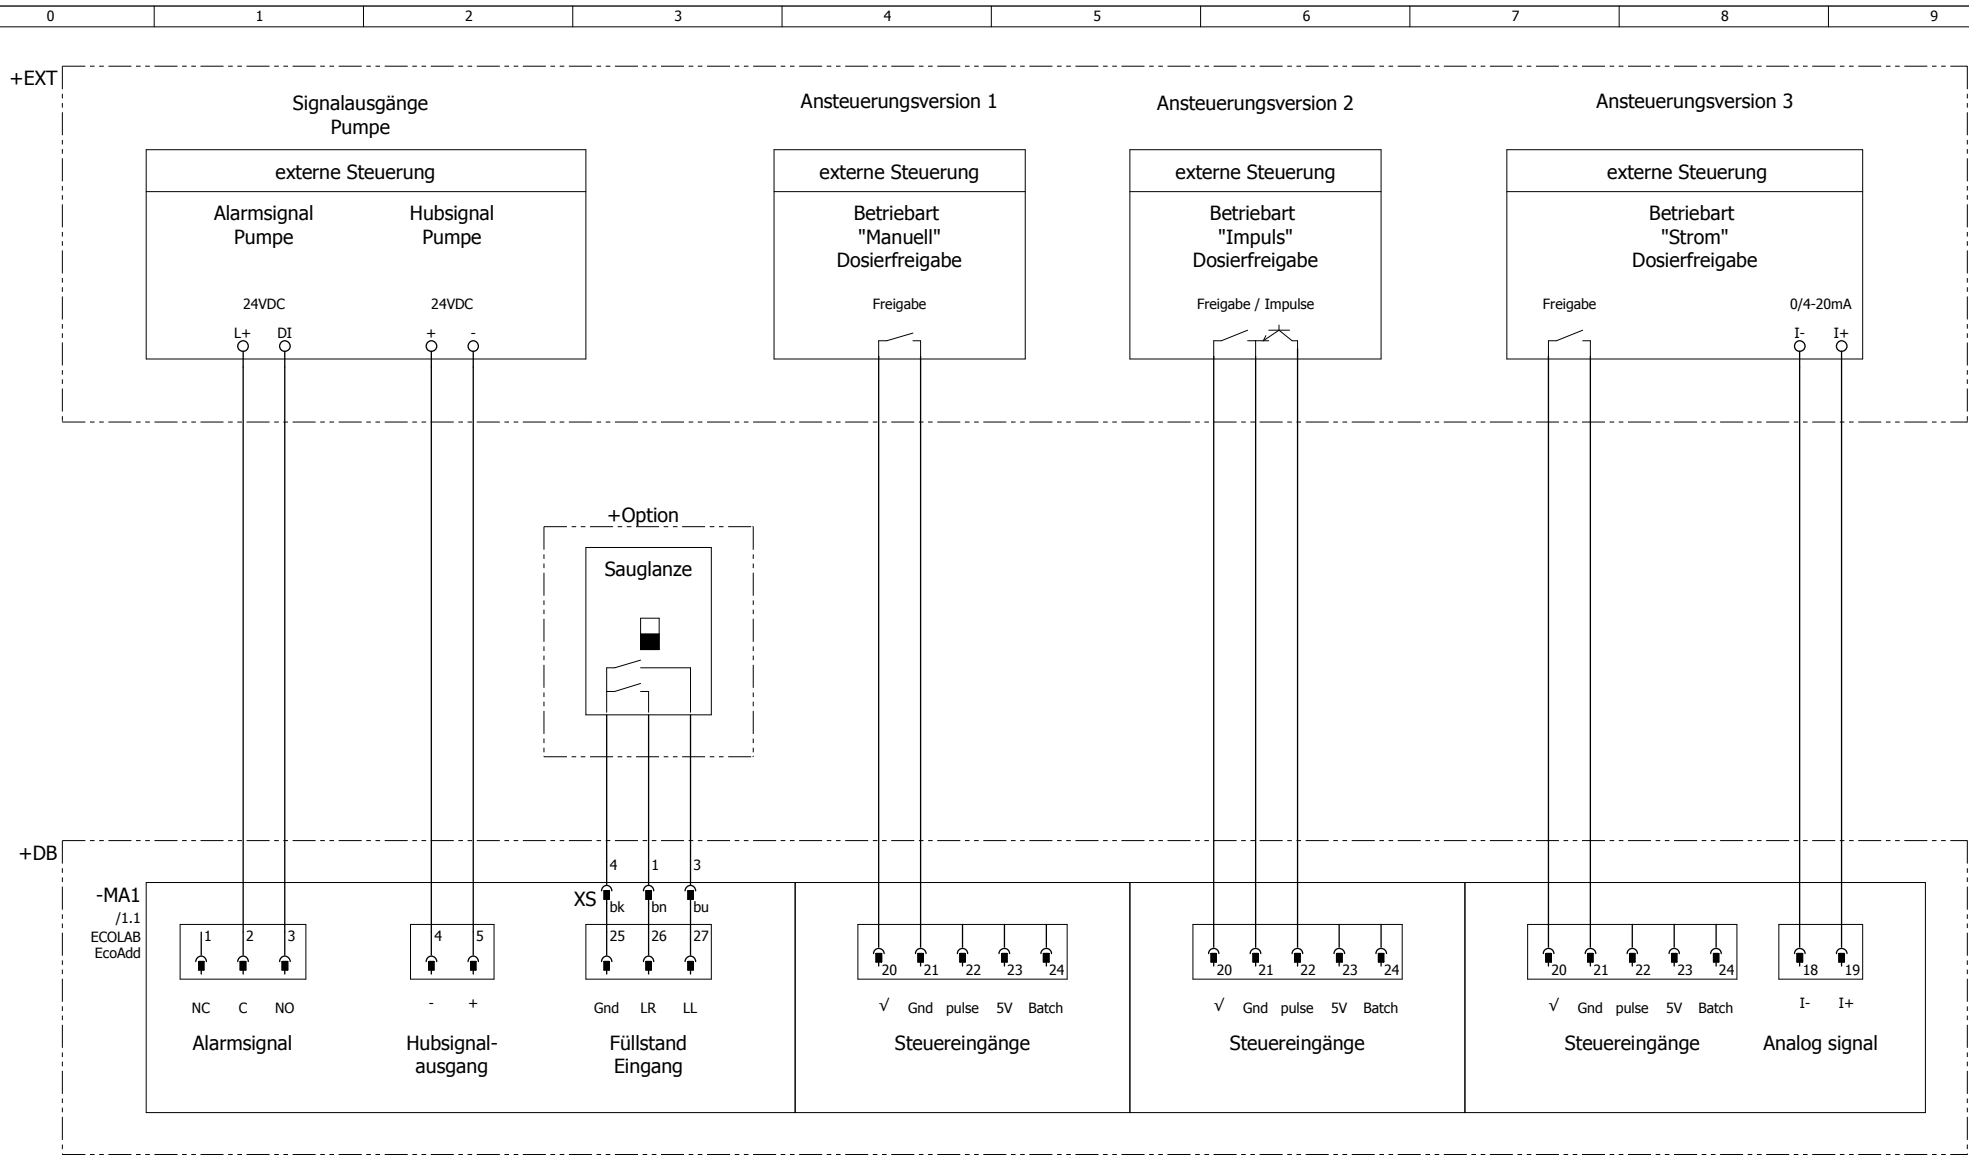 0 1 2 3 4 5 6 7 8 9
+EXT
Signalausgänge
Pumpe
externe Steuerung
Alarmsignal
Pumpe
Hubsignal
Pumpe
24VDC
24VDC
L+ DI
+ -
Ansteuerungsversion 1
externe Steuerung
Betriebart
"Manuell"
Dosierfreigabe
Freigabe
Ansteuerungsversion 2
externe Steuerung
Betriebart
"Impuls"
Dosierfreigabe
Freigabe / Impulse
Ansteuerungsversion 3
externe Steuerung
Betriebart
"Strom"
Dosierfreigabe
Freigabe
0/4-20mA
I- I+
+Option
Sauglanze
+DB
-MA1
/1.1
ECOLAB
EcoAdd
1 2 3
NC C NO
Alarmsignal
4 5
- +
Hubsignal-
ausgang
4 1 3
XS
bk bn bu
25 26 27
Gnd LR LL
Füllstand
Eingang
20 21 22 23 24
√ Gnd pulse 5V Batch
Steuereingänge
20 21 22 23 24
√ Gnd pulse 5V Batch
Steuereingänge
20 21 22 23 24
√ Gnd pulse 5V Batch
Steuereingänge
18 19
I- I+
Analog signal